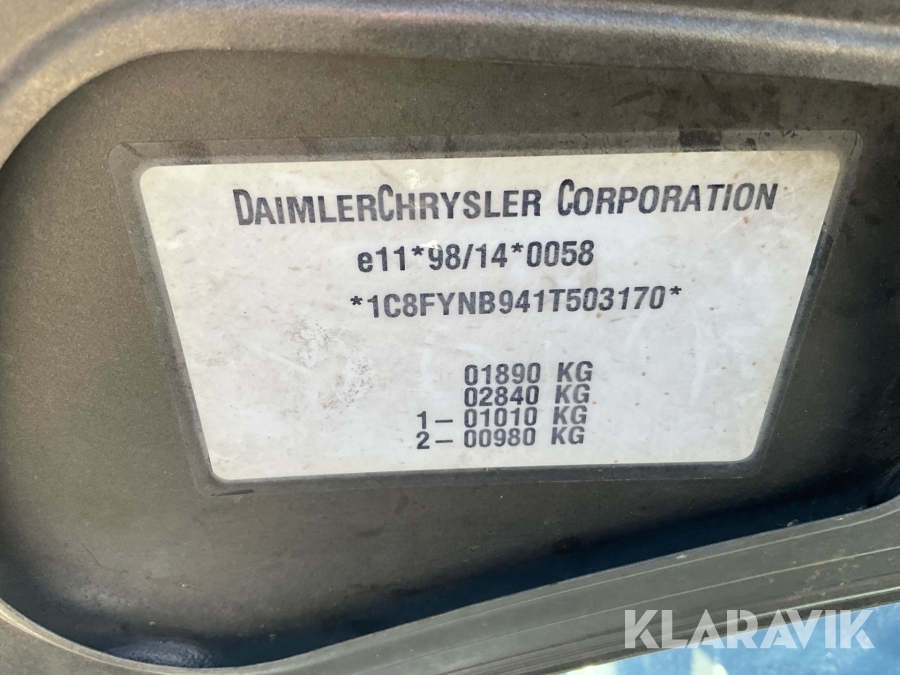 DAIMLERCHRYSLER CORPORATION
e11*98/14*0058
*1C8FYNB941T503170*
01890 KG
02840 KG
1– 01010 KG
2– 00980 KG
KLARAVIK